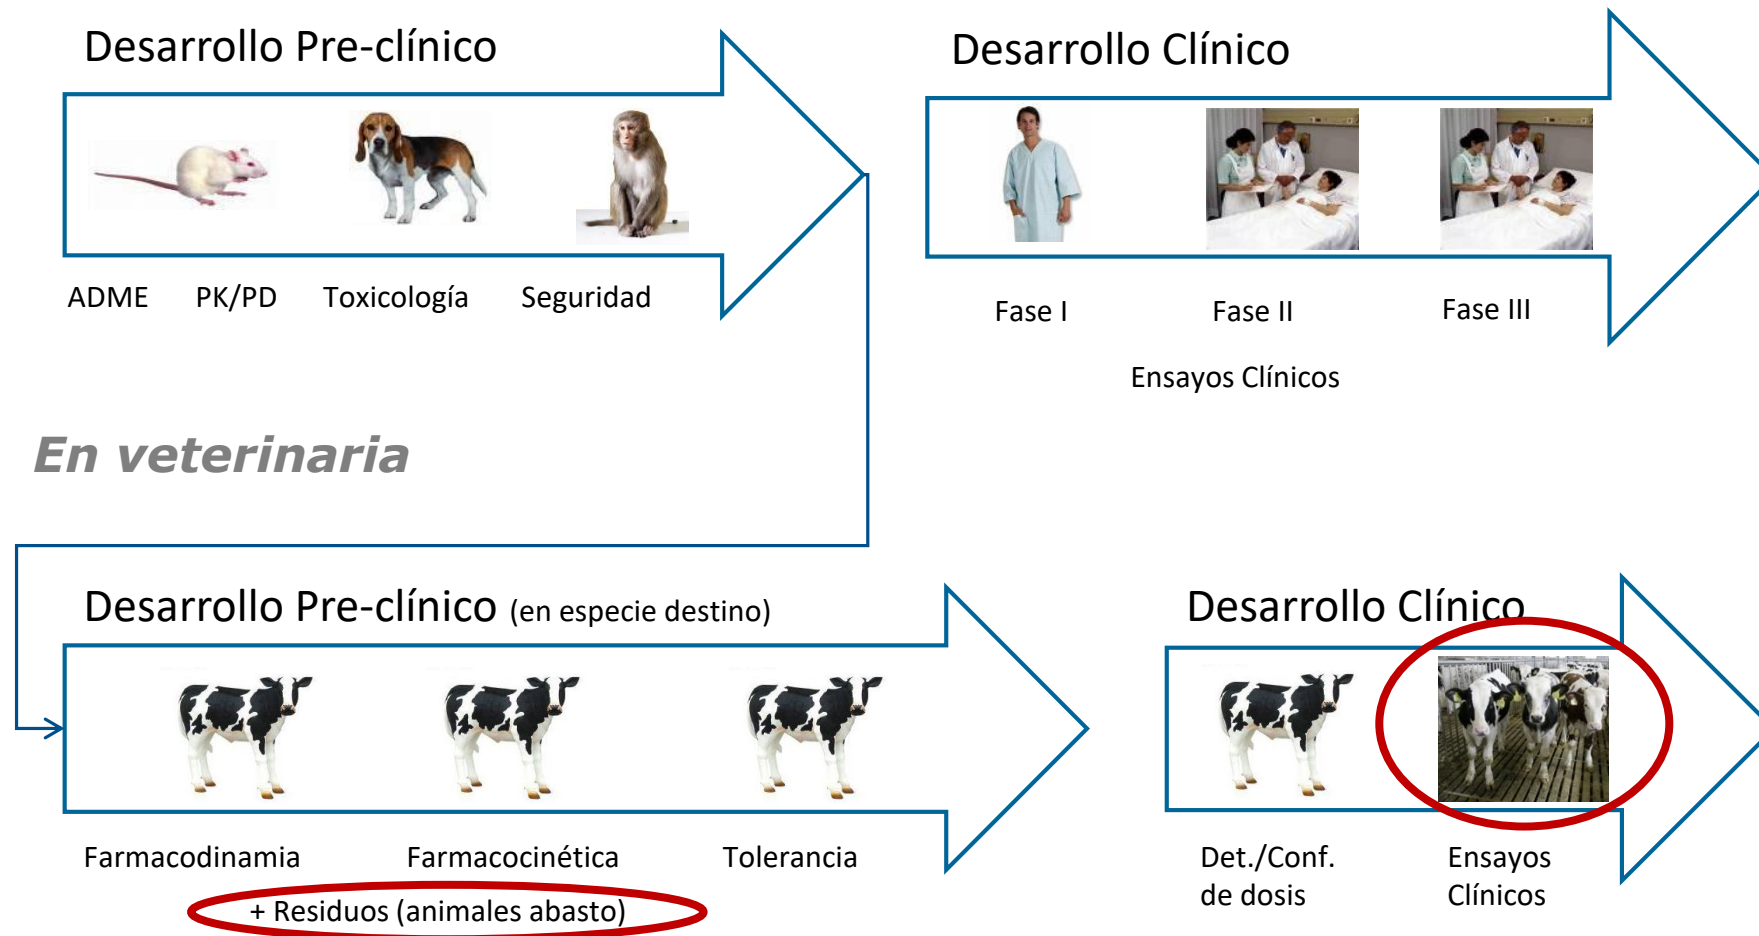 Desarrollo Pre-clínico
ADME PK/PD Toxicología Seguridad
Desarrollo Clínico
Fase I Fase II Fase III
Ensayos Clínicos
En veterinaria
Desarrollo Pre-clínico (en especie destino)
Farmacodinamia Farmacocinética Tolerancia
+ Residuos (animales abasto)
Desarrollo Clínico
Det./Conf.
de dosis
Ensayos
Clínicos